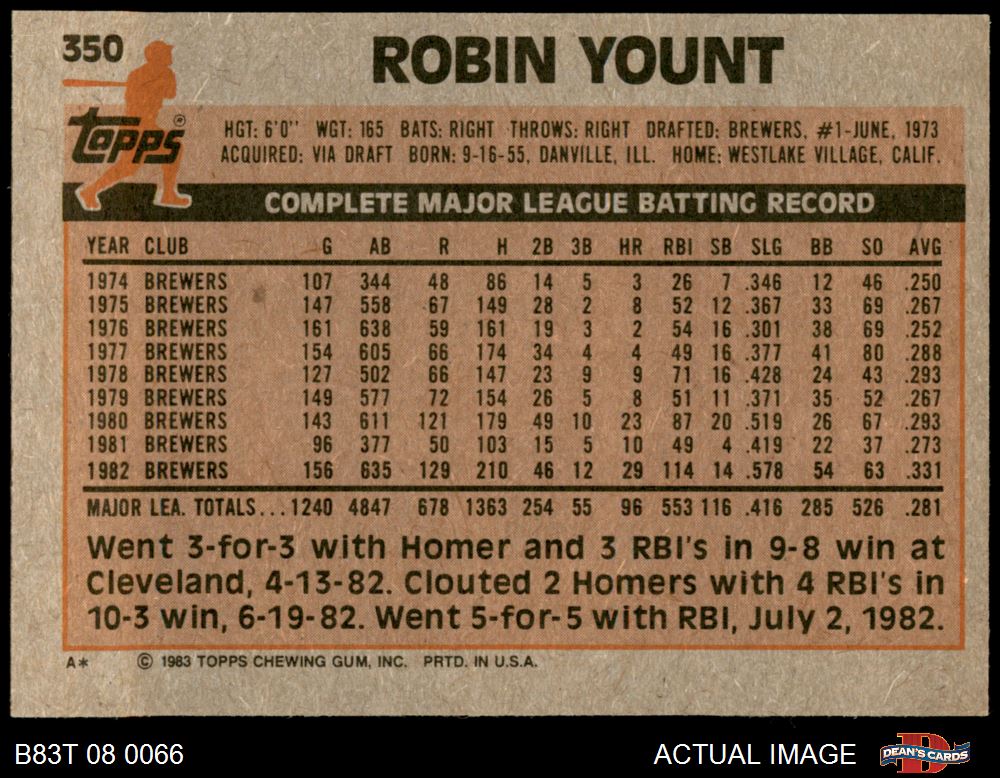 350 ROBIN YOUNT
Topps®
HGT: 6'0" WGT: 165 BATS: RIGHT THROWS: RIGHT DRAFTED: BREWERS, #1-JUNE, 1973
ACQUIRED: VIA DRAFT BORN: 9-16-55, DANVILLE, ILL. HOME: WESTLAKE VILLAGE, CALIF.
COMPLETE MAJOR LEAGUE BATTING RECORD
YEAR CLUB G AB R H 2B 3B HR RBI SB SLG BB SO AVG
1974 BREWERS 107 344 48 86 14 5 3 26 7 .346 12 46 .250
1975 BREWERS 147 558 67 149 28 2 8 52 12 .367 33 69 .267
1976 BREWERS 161 638 59 161 19 3 2 54 16 .301 38 69 .252
1977 BREWERS 154 605 66 174 34 4 4 49 16 .377 41 80 .288
1978 BREWERS 127 502 66 147 23 9 9 71 16 .428 24 43 .293
1979 BREWERS 149 577 72 154 26 5 8 51 11 .371 35 52 .267
1980 BREWERS 143 611 121 179 49 10 23 87 20 .519 26 67 .293
1981 BREWERS 96 377 50 103 15 5 10 49 4 .419 22 37 .273
1982 BREWERS 156 635 129 210 46 12 29 114 14 .578 54 63 .331
MAJOR LEA. TOTALS...1240 4847 678 1363 254 55 96 553 116 .416 285 526 .281
Went 3-for-3 with Homer and 3 RBI's in 9-8 win at
Cleveland, 4-13-82. Clouted 2 Homers with 4 RBI's in
10-3 win, 6-19-82. Went 5-for-5 with RBI, July 2, 1982.
A* © 1983 TOPPS CHEWING GUM, INC. PRTD. IN U.S.A.
B83T 08 0066 ACTUAL IMAGE D DEAN'S CARDS